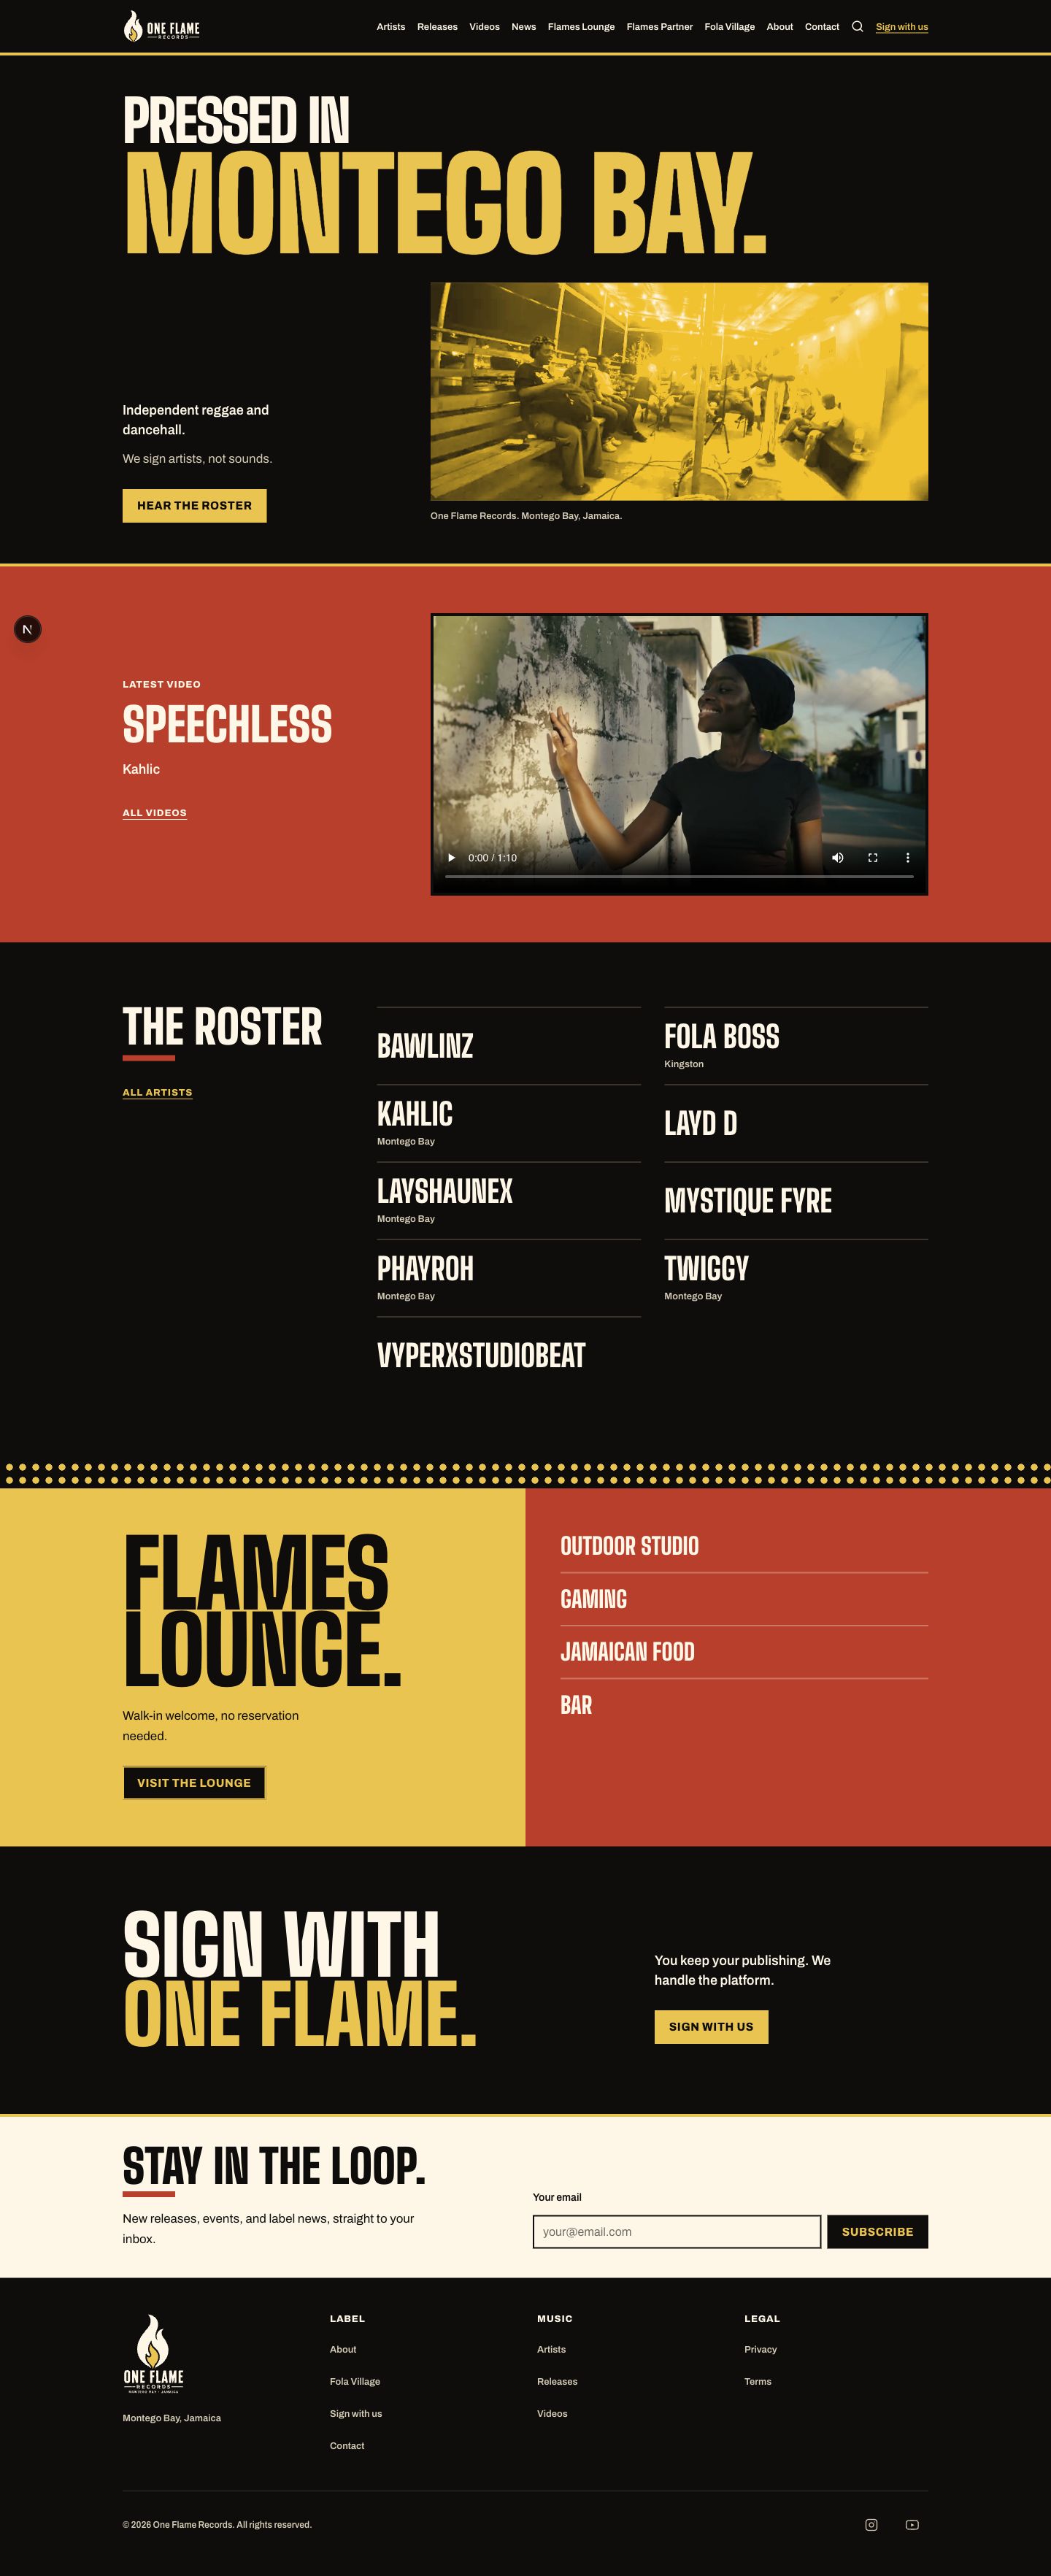 ONE FLAME
RECORDS
Artists Releases Videos News Flames Lounge Flames Partner Fola Village About Contact Sign with us
PRESSED IN
MONTEGO BAY.
Independent reggae and
dancehall.
We sign artists, not sounds.
HEAR THE ROSTER
One Flame Records. Montego Bay, Jamaica.
N
LATEST VIDEO
SPEECHLESS
Kahlic
ALL VIDEOS
0:00 / 1:10
THE ROSTER
ALL ARTISTS
BAWLINZ
FOLA BOSS
Kingston
KAHLIC
Montego Bay
LAYD D
LAYSHAUNEX
Montego Bay
MYSTIQUE FYRE
PHAYROH
Montego Bay
TWIGGY
Montego Bay
VYPERXSTUDIOBEAT
FLAMES
LOUNGE.
Walk-in welcome, no reservation
needed.
VISIT THE LOUNGE
OUTDOOR STUDIO
GAMING
JAMAICAN FOOD
BAR
SIGN WITH
ONE FLAME.
You keep your publishing. We
handle the platform.
SIGN WITH US
STAY IN THE LOOP.
New releases, events, and label news, straight to your
inbox.
Your email
your@email.com
SUBSCRIBE
ONE FLAME
RECORDS
MONTEGO BAY • JAMAICA
Montego Bay, Jamaica
LABEL
About
Fola Village
Sign with us
Contact
MUSIC
Artists
Releases
Videos
LEGAL
Privacy
Terms
© 2026 One Flame Records. All rights reserved.